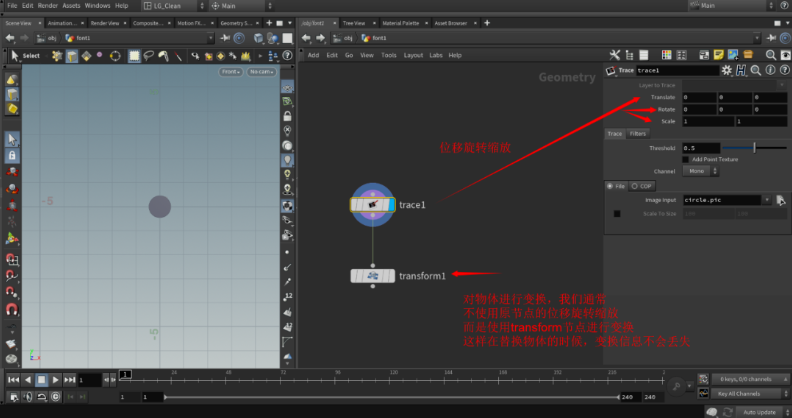 File Edit Render Assets Windows Help LG_Clean Main Main
Scene View Animation... Render View Composite... Motion FX... Geometry S...
/obj/font1 Tree View Material Palette Asset Browser
obj font1
obj font1
Select
Add Edit Go View Tools Layout Labs Help
Front No cam
Geometry
Trace trace1
Layer to Trace
Translate 0 0 0
Rotate 0 0 0
Scale 1 1
Trace Filters
Threshold 0.5
Add Point Texture
Channel None
File COP
Image Input circle.pic
Scale To Size
位移旋转缩放
trace1
transform1
对物体进行变换，我们通常
不使用后节点的位移旋转缩放
而是使用transform节点进行变换
这样在替换物体的时候，变换信息不会丢失
-5
1
1 24 48 72 120 144 168 192 216
1 1 240 240
0 keys, 0/0 channels
Key All Channels
Auto Update